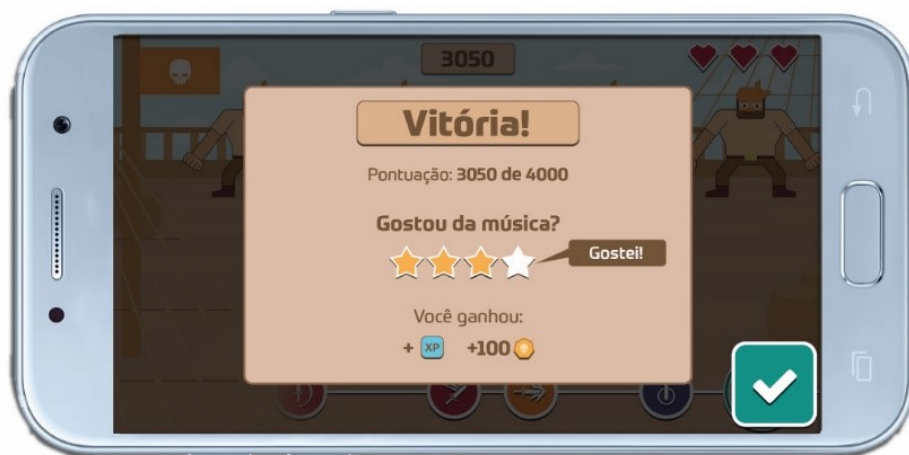 3050
Vitória!
Pontuação: 3050 de 4000
Gostou da música?
Gostei!
Você ganhou:
+ XP +100